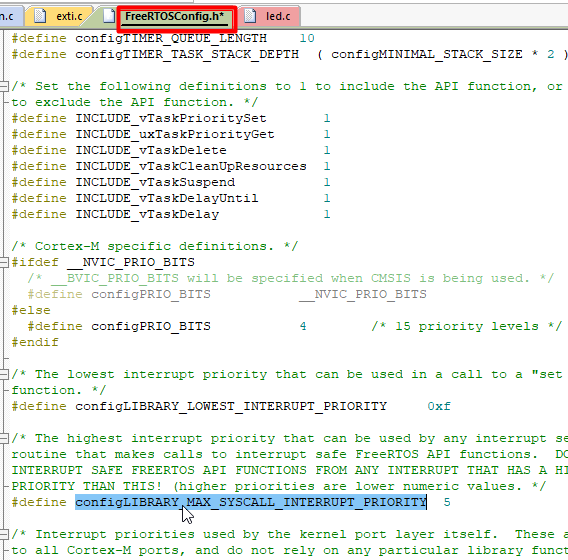 n.c exti.c FreeRTOSConfig.h* led.c
#define configTIMER_QUEUE_LENGTH 10
#define configTIMER_TASK_STACK_DEPTH ( configMINIMAL_STACK_SIZE * 2 )
/* Set the following definitions to 1 to include the API function, or
to exclude the API function. */
#define INCLUDE_vTaskPrioritySet 1
#define INCLUDE_uxTaskPriorityGet 1
#define INCLUDE_vTaskDelete 1
#define INCLUDE_vTaskCleanUpResources 1
#define INCLUDE_vTaskSuspend 1
#define INCLUDE_vTaskDelayUntil 1
#define INCLUDE_vTaskDelay 1
/* Cortex-M specific definitions. */
#ifdef __NVIC_PRIO_BITS
/* __BVIC_PRIO_BITS will be specified when CMSIS is being used. */
#define configPRIO_BITS __NVIC_PRIO_BITS
#else
#define configPRIO_BITS 4 /* 15 priority levels */
#endif
/* The lowest interrupt priority that can be used in a call to a "set
function. */
#define configLIBRARY_LOWEST_INTERRUPT_PRIORITY 0xf
/* The highest interrupt priority that can be used by any interrupt se
routine that makes calls to interrupt safe FreeRTOS API functions. DO
INTERRUPT SAFE FREERTOS API FUNCTIONS FROM ANY INTERRUPT THAT HAS A HI
PRIORITY THAN THIS! (higher priorities are lower numeric values. */
#define configLIBRARY_MAX_SYSCALL_INTERRUPT_PRIORITY 5
/* Interrupt priorities used by the kernel port layer itself. These a
to all Cortex-M ports, and do not rely on any particular library funct